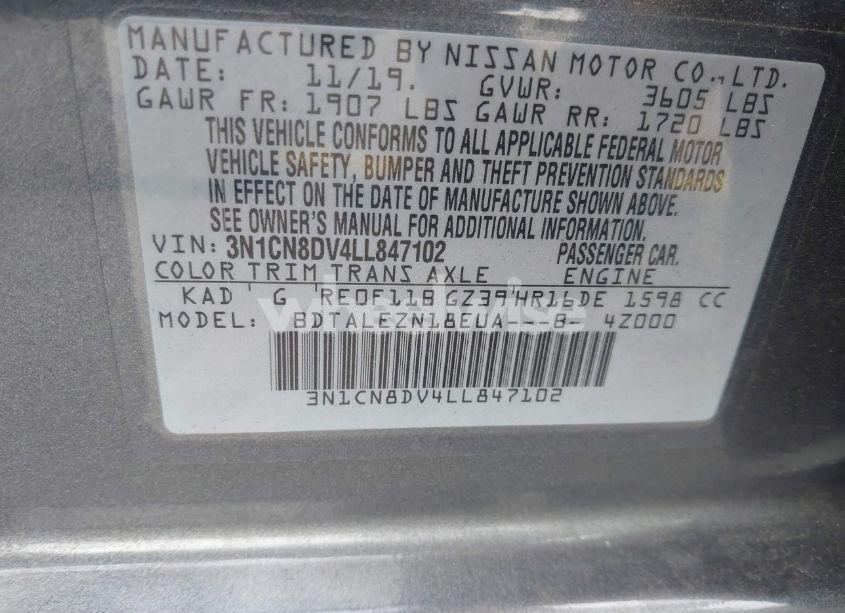 MANUFACTURED BY NISSAN MOTOR CO., LTD.
DATE: 11/19. GVWR: 3605 LBS
GAWR FR: 1907 LBS GAWR RR: 1720 LBS
THIS VEHICLE CONFORMS TO ALL APPLICABLE FEDERAL MOTOR
VEHICLE SAFETY, BUMPER AND THEFT PREVENTION STANDARDS
IN EFFECT ON THE DATE OF MANUFACTURE SHOWN ABOVE.
SEE OWNER'S MANUAL FOR ADDITIONAL INFORMATION.
VIN: 3N1CN8DV4LL847102 PASSENGER CAR.
COLOR TRIM TRANS AXLE ENGINE
KAD G RE0F11B GZ39 HR16DE 1598 CC
wheelwise
MODEL: BDTALEZN18EUA---B- 4Z000
3N1CN8DV4LL847102